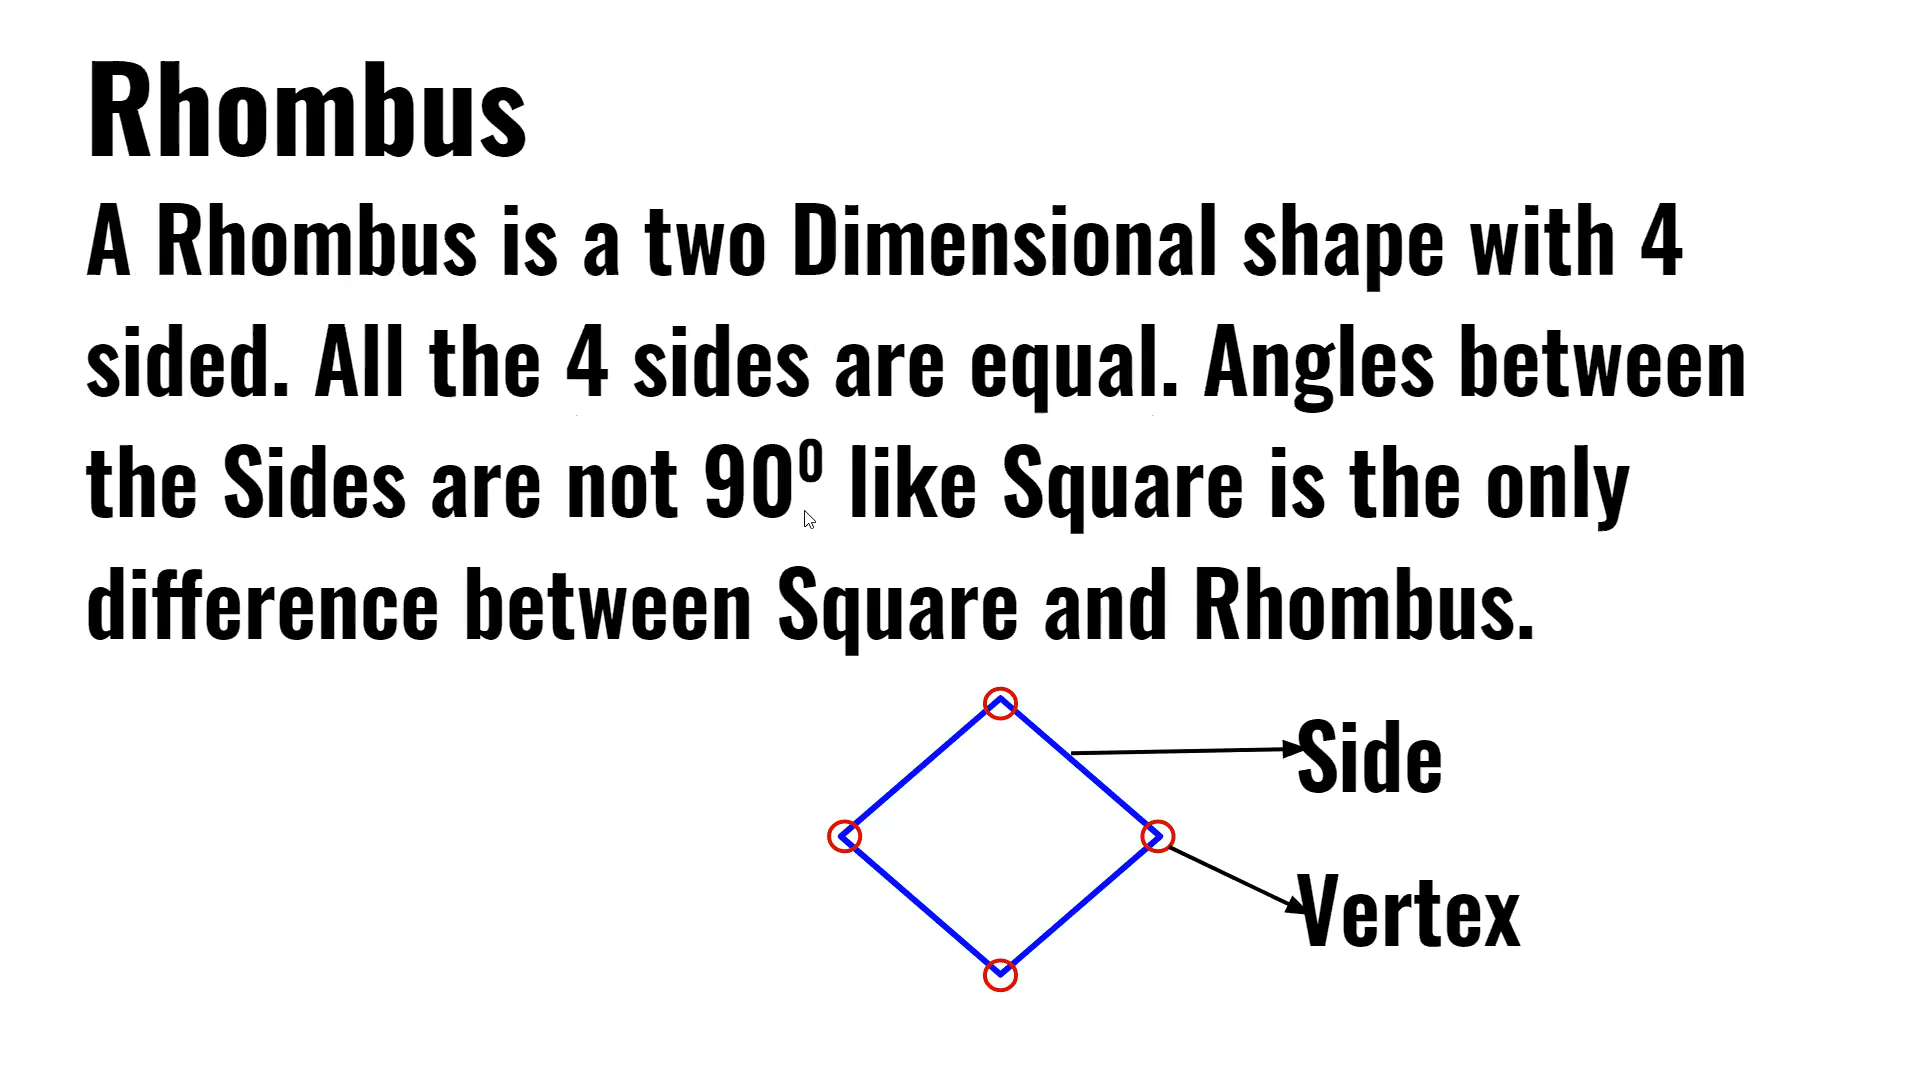 Rhombus
A Rhombus is a two Dimensional shape with 4
sided. All the 4 sides are equal. Angles between
the Sides are not 90⁰ like Square is the only
difference between Square and Rhombus.
Side
Vertex